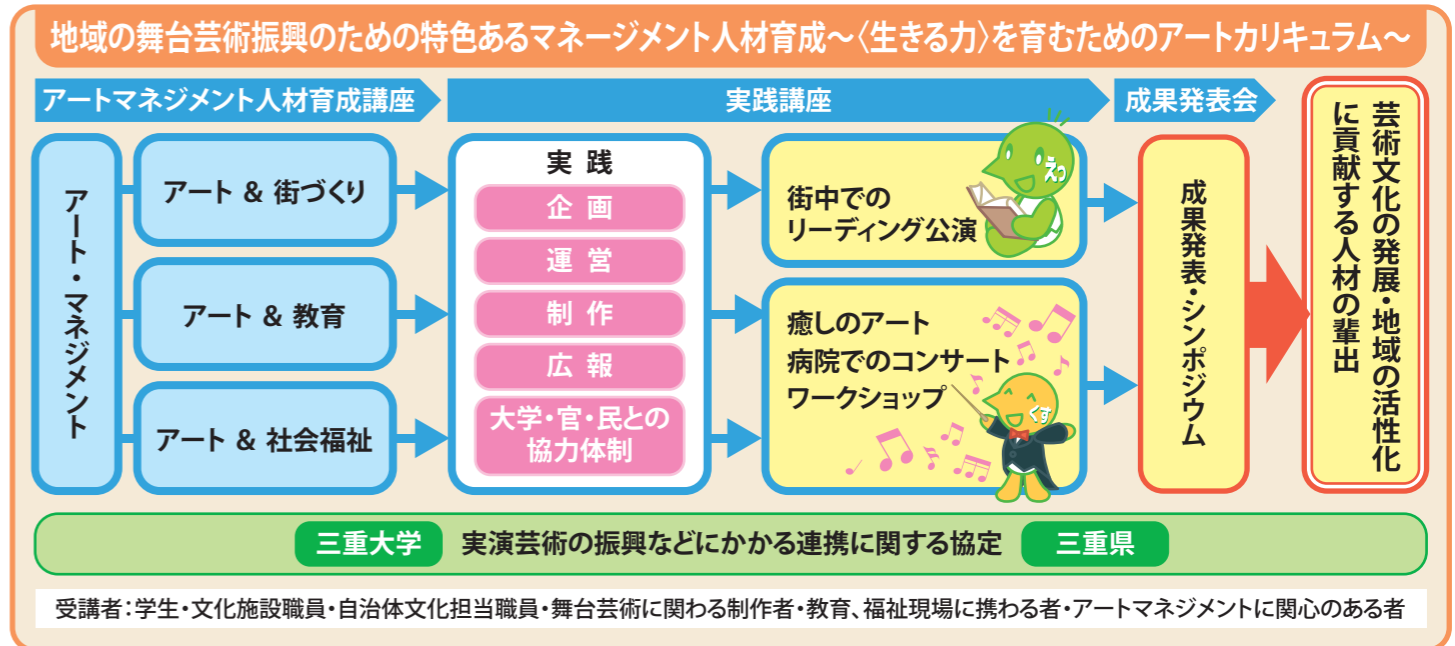 地域の舞台芸術振興のための特色あるマネージメント人材育成～〈生きる力〉を育むためのアートカリキュラム～
アートマネジメント人材育成講座
実践講座
成果発表会
アート・マネジメント
アート & 街づくり
アート & 教育
アート & 社会福祉
実 践
企 画
運 営
制 作
広 報
大学・官・民との
協力体制
街中での
リーディング公演
えっ
癒しのアート
病院でのコンサート
ワークショップ
くす
成果発表・シンポジウム
芸術文化の発展・地域の活性化
に貢献する人材の輩出
三重大学
実演芸術の振興などにかかる連携に関する協定
三重県
受講者：学生・文化施設職員・自治体文化担当職員・舞台芸術に関わる制作者・教育、福祉現場に携わる者・アートマネジメントに関心のある者